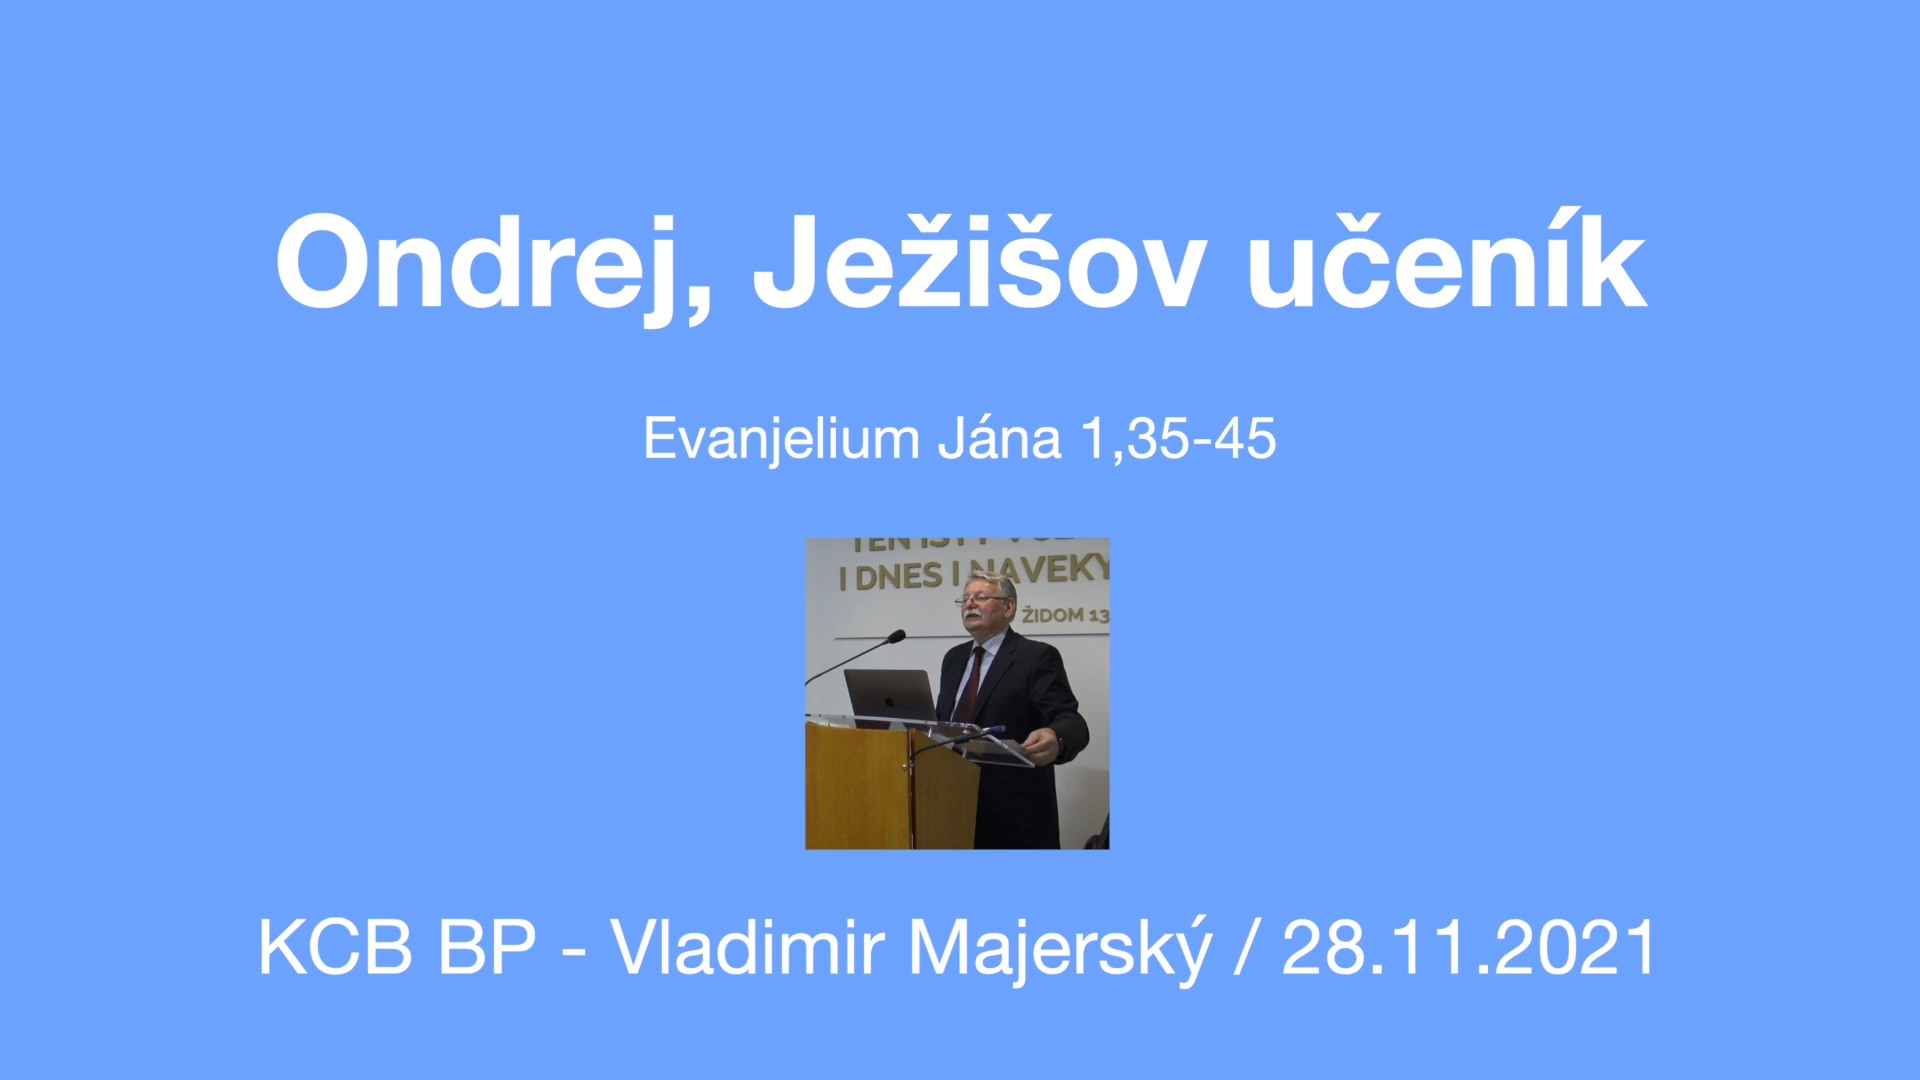 Ondrej, Ježišov učeník
Evanjelium Jána 1,35-45
I DNES I NAVEKY
ŽIDOM 13
KCB BP - Vladimir Majerský / 28.11.2021